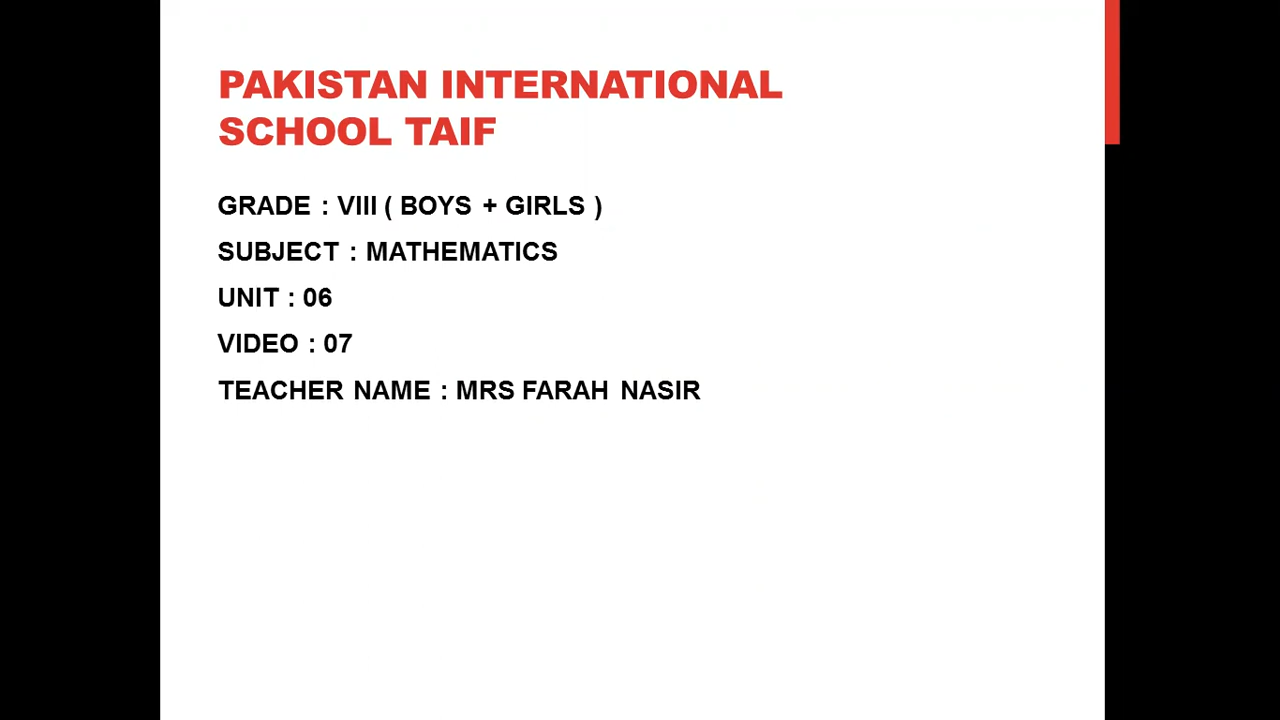 PAKISTAN INTERNATIONAL
SCHOOL TAIF
GRADE : VIII ( BOYS + GIRLS )
SUBJECT : MATHEMATICS
UNIT : 06
VIDEO : 07
TEACHER NAME : MRS FARAH NASIR